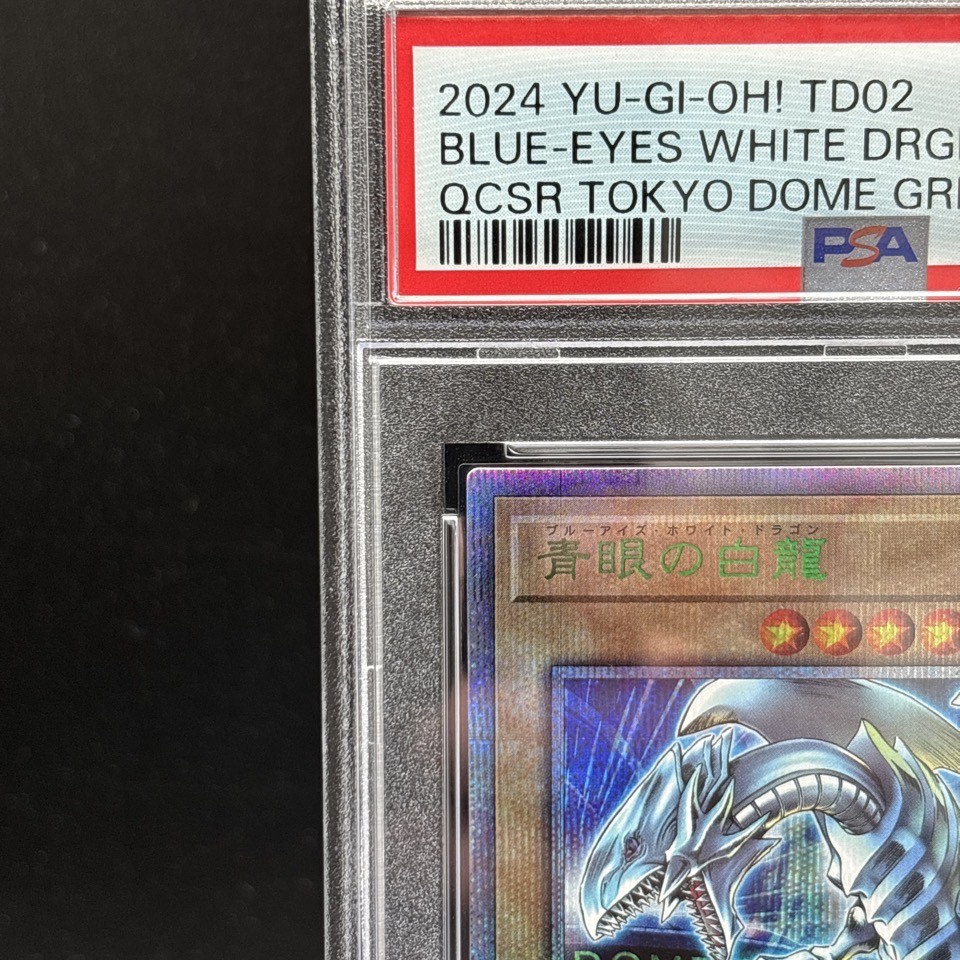 2024 YU-GI-OH! TD02
BLUE-EYES WHITE DRG
QCSR TOKYO DOME GR
PSA
ブルーアイズ・ホワイト・ドラゴン
青眼の白龍
DOME